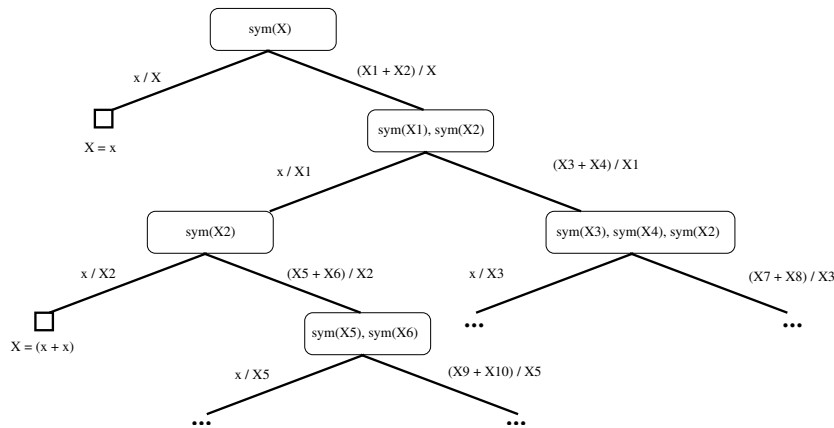 sym(X)
x / X
(X1 + X2) / X
X = x
sym(X1), sym(X2)
x / X1
(X3 + X4) / X1
sym(X2)
sym(X3), sym(X4), sym(X2)
x / X2
(X5 + X6) / X2
x / X3
(X7 + X8) / X3
X = (x + x)
sym(X5), sym(X6)
...
...
x / X5
(X9 + X10) / X5
...
...